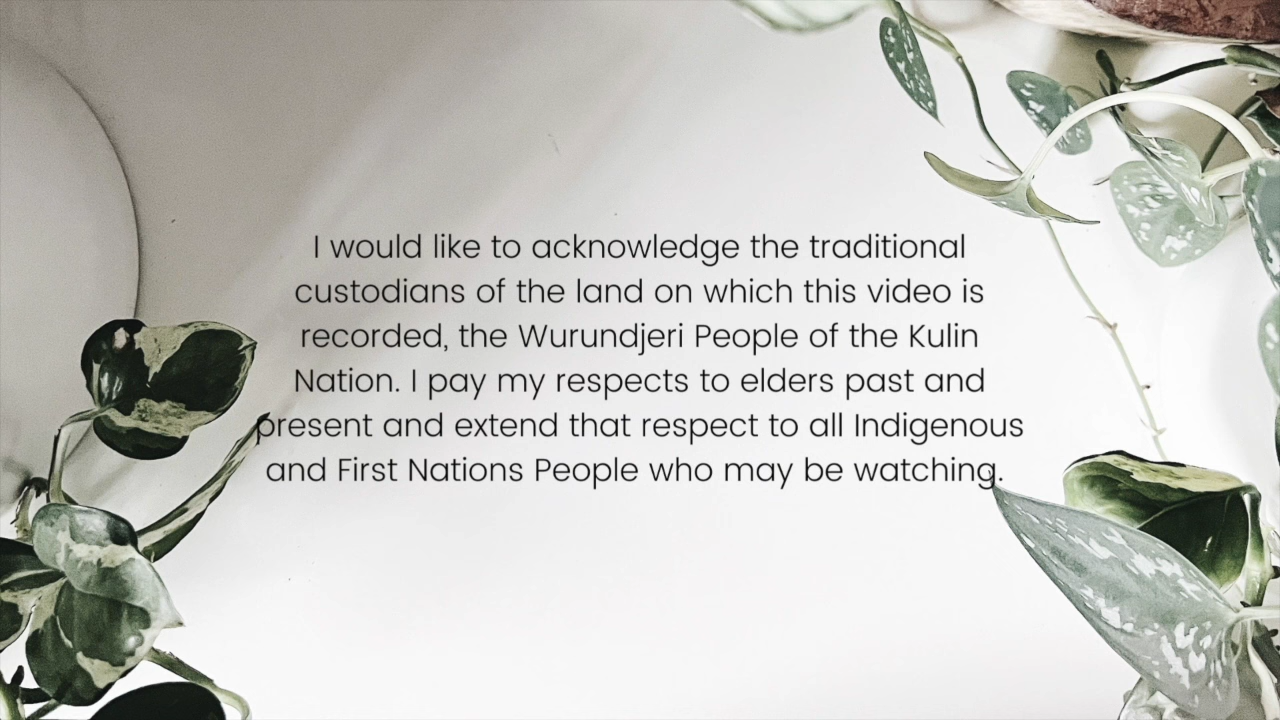 I would like to acknowledge the traditional
custodians of the land on which this video is
recorded, the Wurundjeri People of the Kulin
Nation. I pay my respects to elders past and
present and extend that respect to all Indigenous
and First Nations People who may be watching.